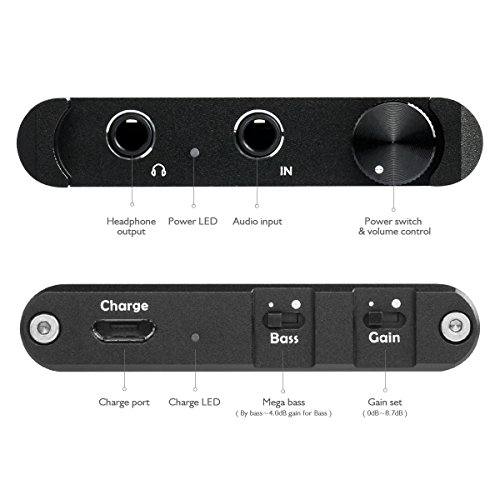 IN
Headphone
output
Power LED
Audio input
Power switch
& volume control
Charge
Bass
Gain
Charge port
Charge LED
Mega bass
( By bass~4.0dB gain for Bass )
Gain set
( 0dB~8.7dB )